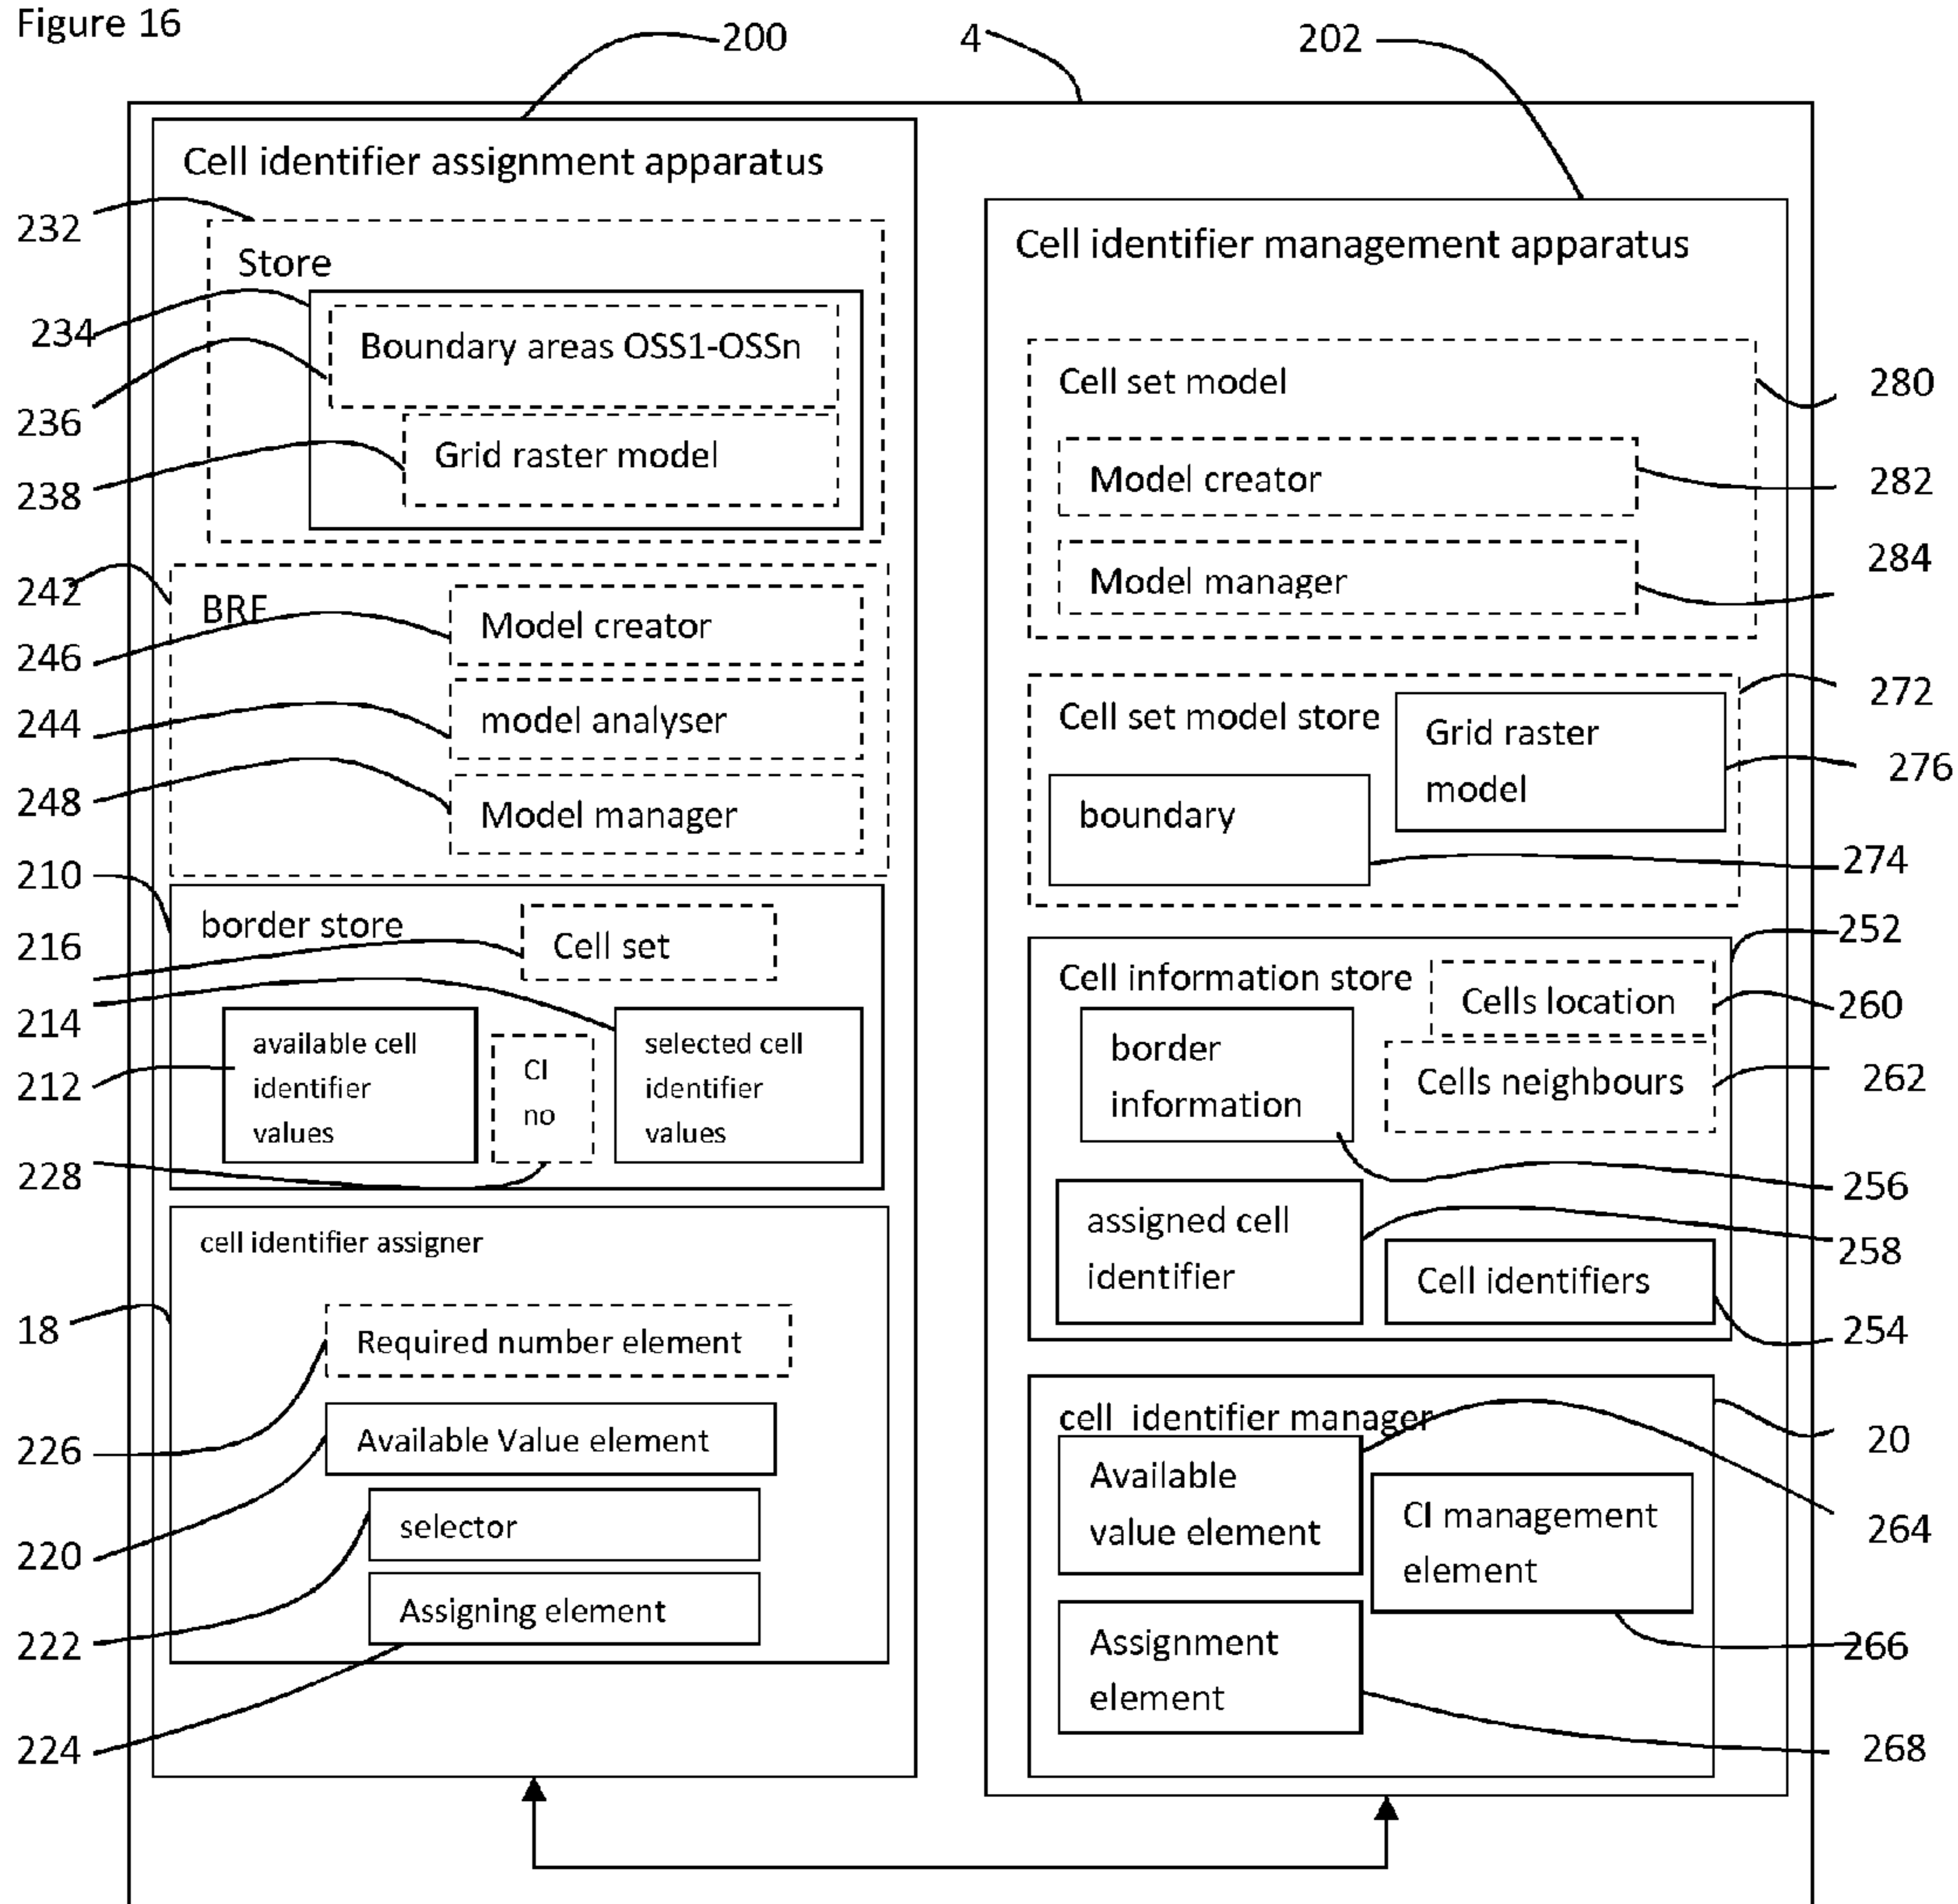 Figure 16
200
4
202
Cell identifier assignment apparatus
232
Store
234
Boundary areas OSS1-OSSn
236
Grid raster model
238
242
BRF
246
Model creator
244
model analyser
248
Model manager
210
border store
216
Cell set
214
available cell
identifier
values
212
CI
no
selected cell
identifier
values
228
cell identifier assigner
18
Required number element
226
Available Value element
220
selector
222
Assigning element
224
Cell identifier management apparatus
Cell set model
280
Model creator
282
Model manager
284
Cell set model store
272
Grid raster
model
276
boundary
274
252
Cell information store
Cells location
260
border
information
Cells neighbours
262
256
assigned cell
identifier
258
Cell identifiers
254
cell identifier manager
20
Available
value element
264
CI management
element
266
Assignment
element
268